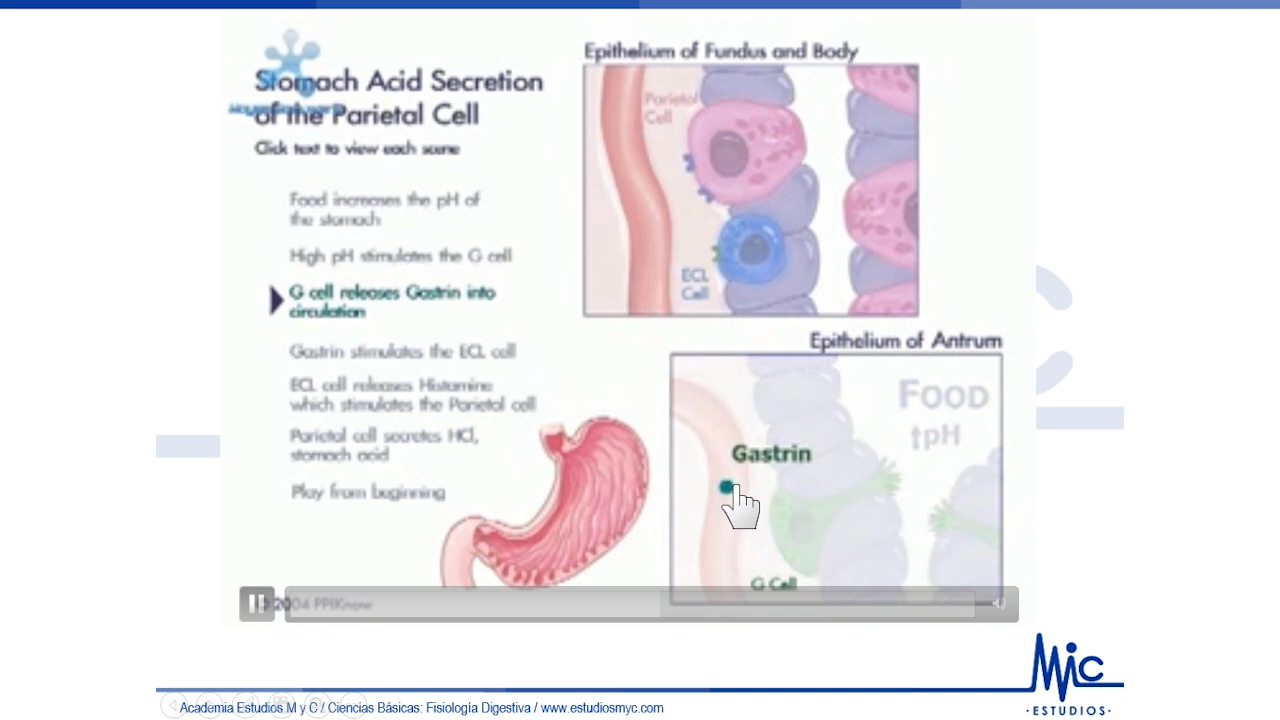 Stomach Acid Secretion
of the Parietal Cell
Click text to view each scene
Food increases the pH of
the stomach
High pH stimulates the G cell
G cell releases Gastrin into
circulation
Gastrin stimulates the ECL cell
ECL cell releases Histamine
which stimulates the Parietal cell
Parietal cell secretes HCl,
stomach acid
Play from beginning
© 2004 PPIKnow
Epithelium of Fundus and Body
Parietal
Cell
ECL
Cell
Epithelium of Antrum
FOOD
↑pH
Gastrin
G Cell
MyC
·ESTUDIOS·
Academia Estudios M y C / Ciencias Básicas: Fisiología Digestiva / www.estudiosmyc.com